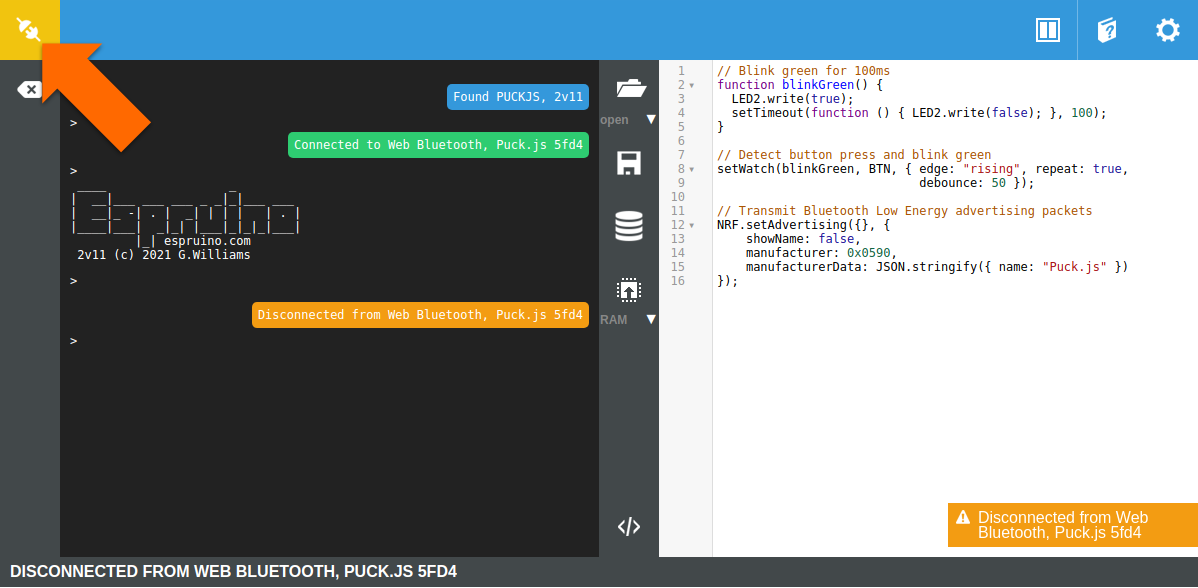 Found PUCKJS, 2v11
>
Connected to Web Bluetooth, Puck.js 5fd4
>
Espruino
espruino.com
2v11 (c) 2021 G.Williams
>
Disconnected from Web Bluetooth, Puck.js 5fd4
>
open ▼
RAM ▼
1 // Blink green for 100ms
2 function blinkGreen() {
3   LED2.write(true);
4   setTimeout(function () { LED2.write(false); }, 100);
5 }
6
7 // Detect button press and blink green
8 setWatch(blinkGreen, BTN, { edge: "rising", repeat: true,
9                             debounce: 50 });
10
11 // Transmit Bluetooth Low Energy advertising packets
12 NRF.setAdvertising({}, {
13     showName: false,
14     manufacturer: 0x0590,
15     manufacturerData: JSON.stringify({ name: "Puck.js" })
16 });
Disconnected from Web
Bluetooth, Puck.js 5fd4
DISCONNECTED FROM WEB BLUETOOTH, PUCK.JS 5FD4